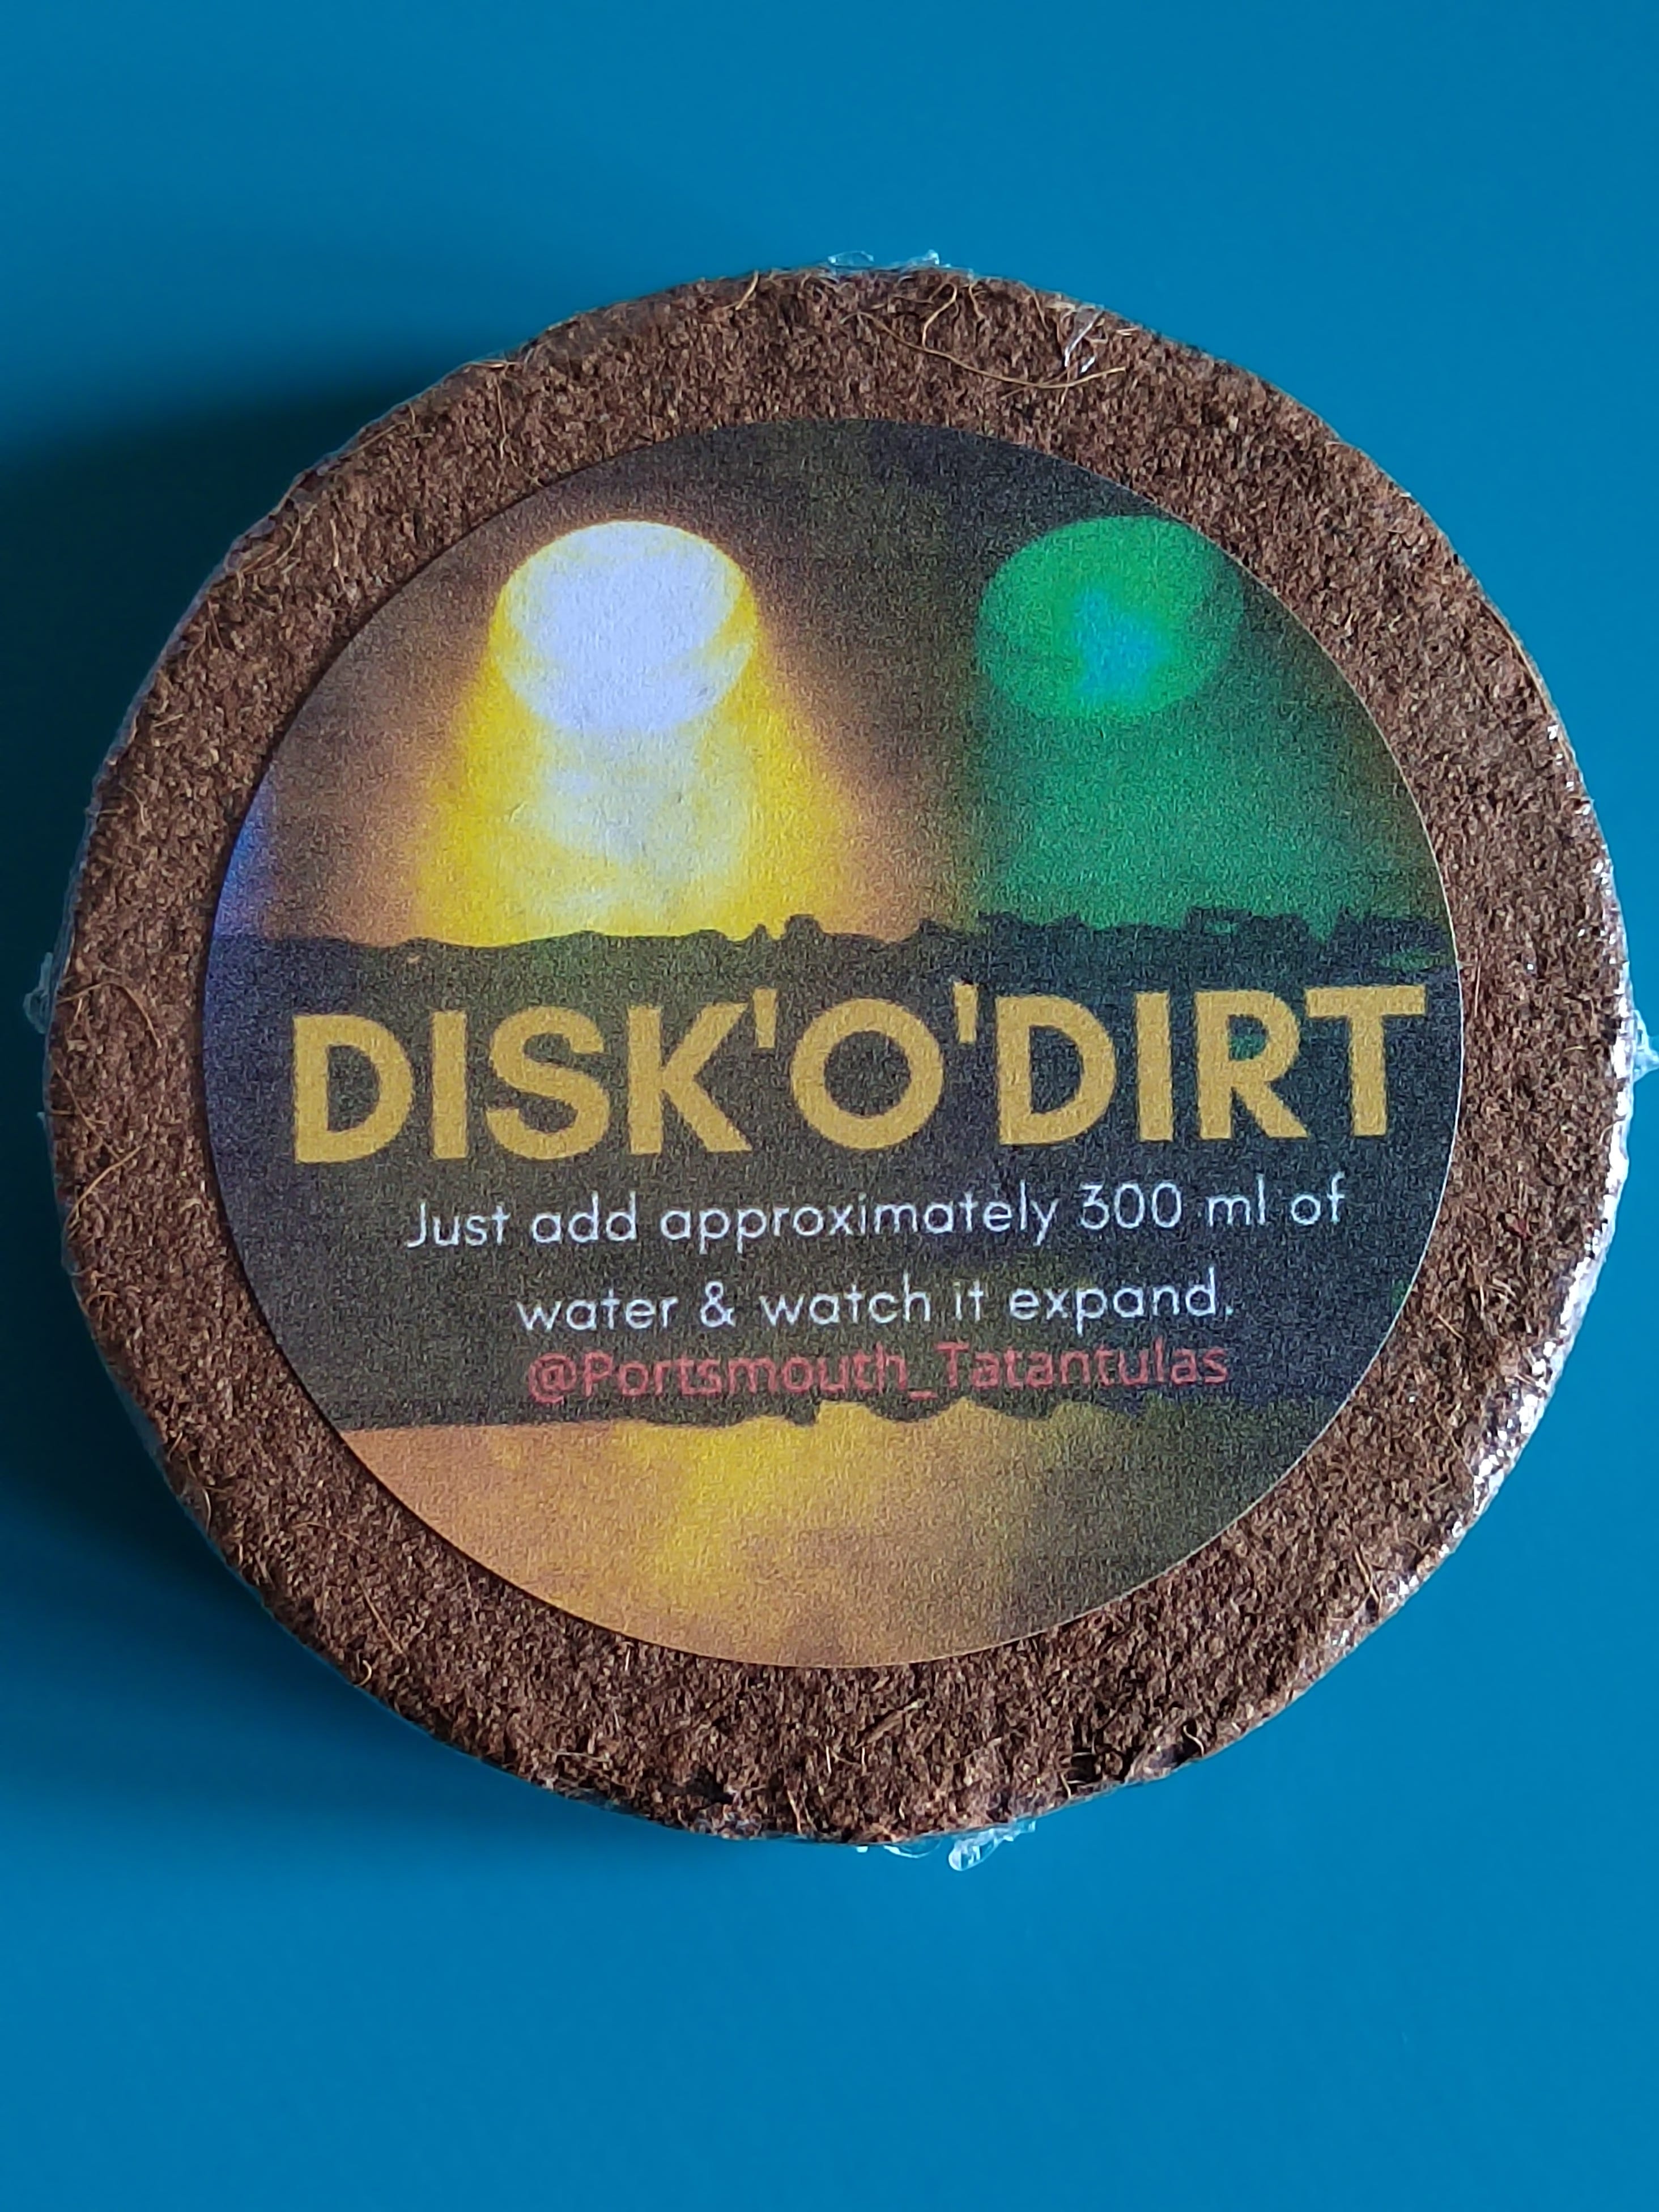 DISK'O'DIRT
Just add approximately 300 ml of
water & watch it expand.
@Portsmouth_Tatantulas